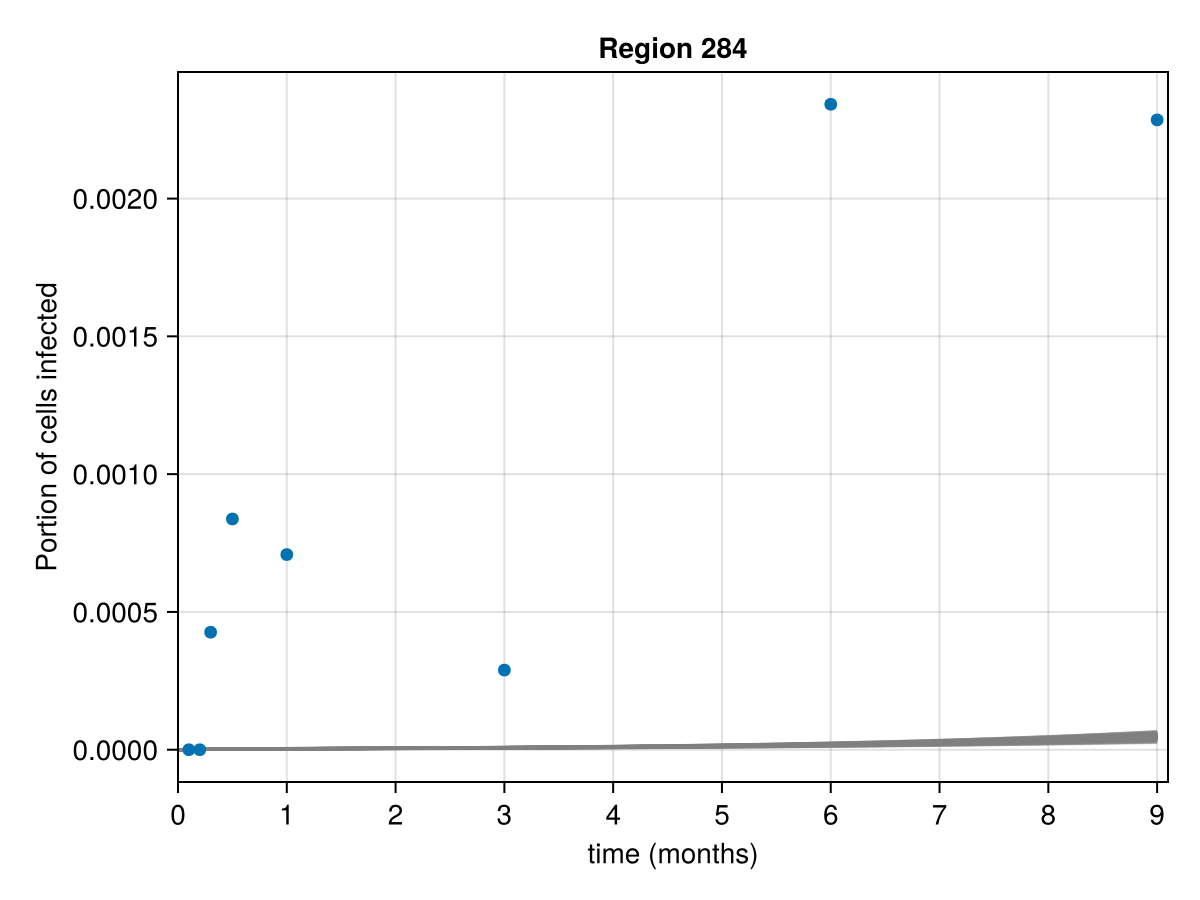 Region 284
Portion of cells infected
0.0020
0.0015
0.0010
0.0005
0.0000
0 1 2 3 4 5 6 7 8 9
time (months)